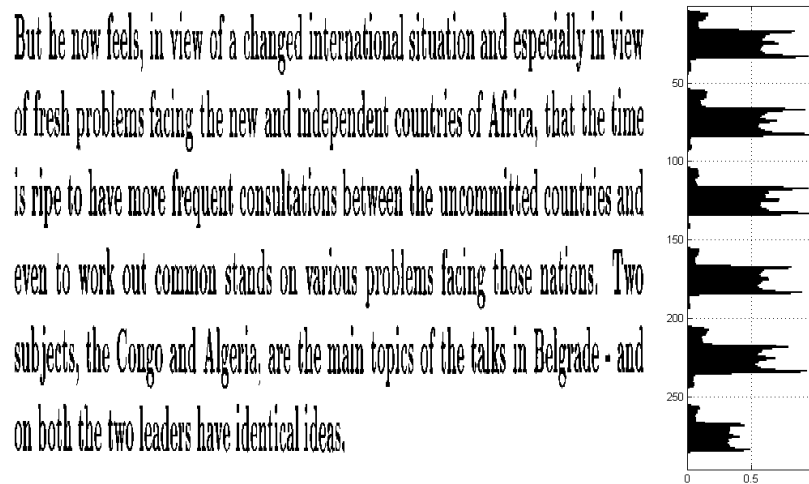 But he now feels, in view of a changed international situation and especially in view
of fresh problems facing the new and independent countries of Africa, that the time
is ripe to have more frequent consultations between the uncommitted countries and
even to work out common stands on various problems facing those nations. Two
subjects, the Congo and Algeria, are the main topics of the talks in Belgrade - and
on both the two leaders have identical ideas.
50
100
150
200
250
0 0.5